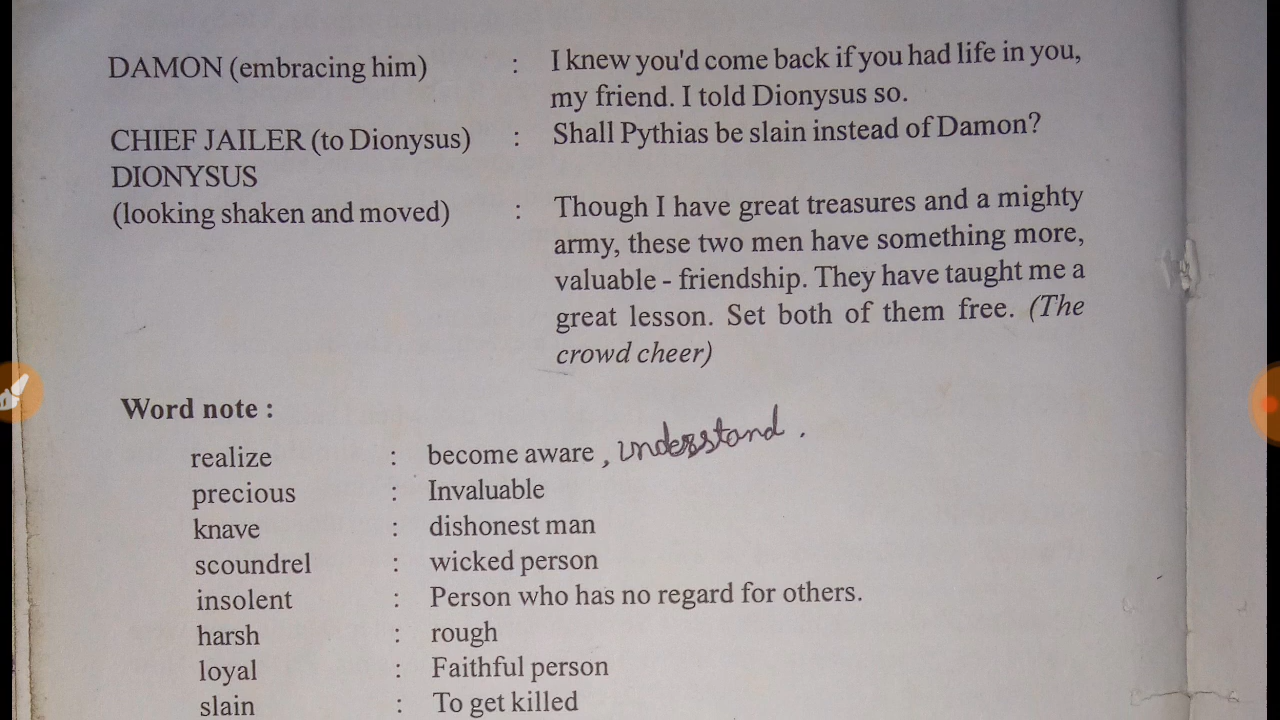 DAMON (embracing him) : I knew you'd come back if you had life in you,
my friend. I told Dionysus so.
CHIEF JAILER (to Dionysus) : Shall Pythias be slain instead of Damon?
DIONYSUS
(looking shaken and moved) : Though I have great treasures and a mighty
army, these two men have something more,
valuable - friendship. They have taught me a
great lesson. Set both of them free. (The
crowd cheer)
Word note :
realize : become aware , understand .
precious : Invaluable
knave : dishonest man
scoundrel : wicked person
insolent : Person who has no regard for others.
harsh : rough
loyal : Faithful person
slain : To get killed